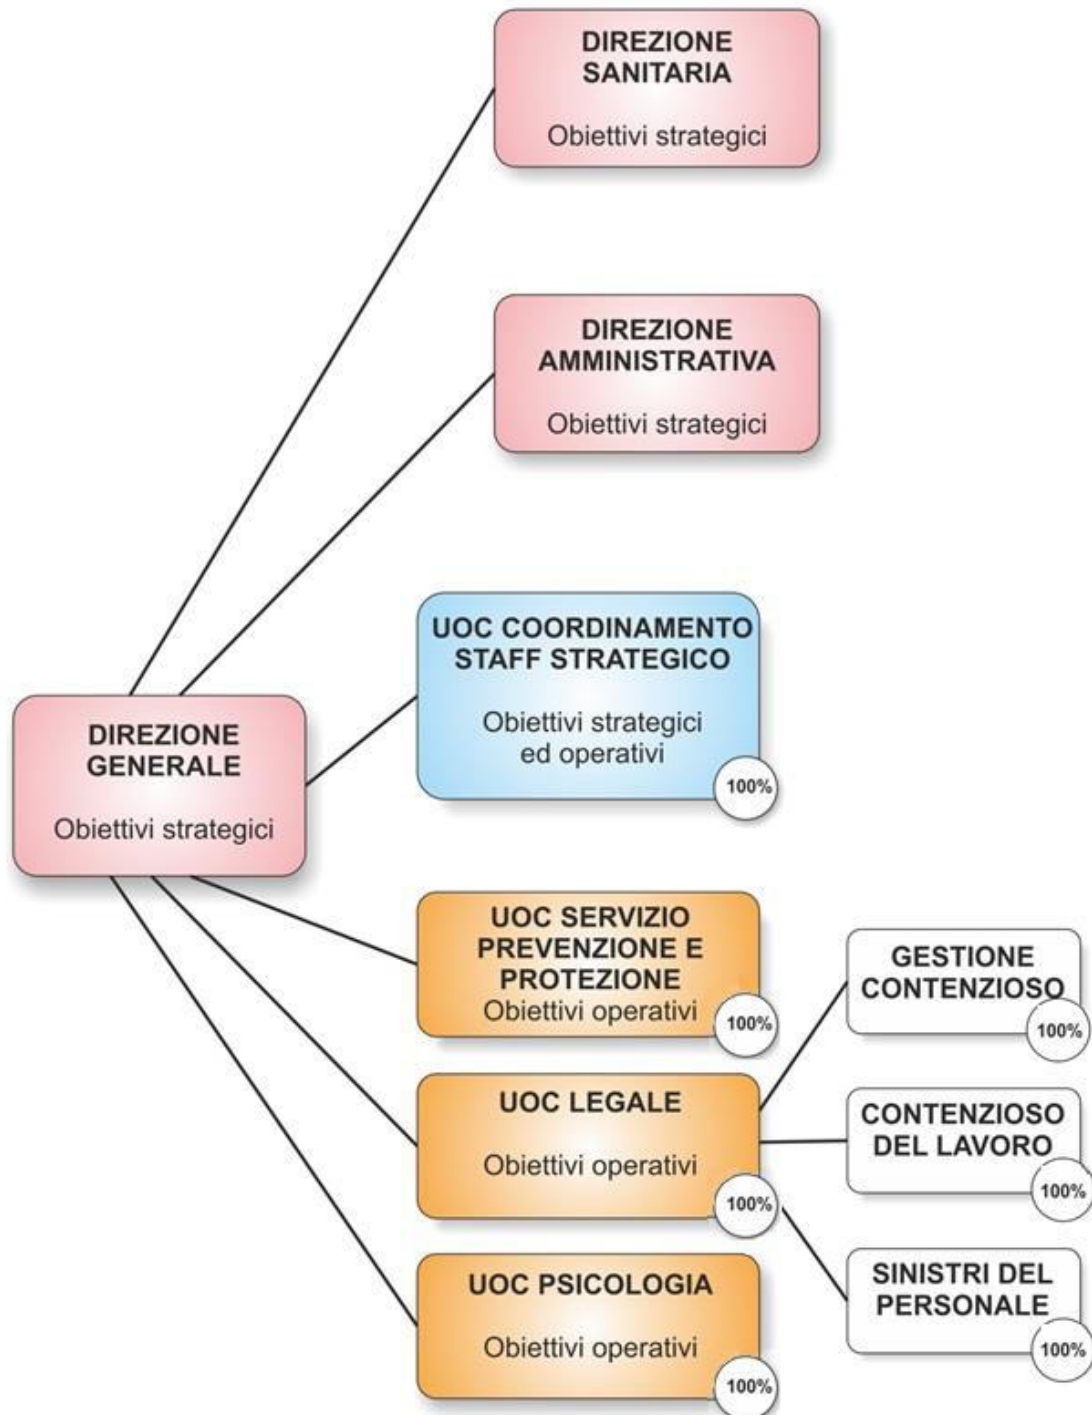 DIREZIONE
SANITARIA
Obiettivi strategici
DIREZIONE
AMMINISTRATIVA
Obiettivi strategici
UOC COORDINAMENTO
STAFF STRATEGICO
Obiettivi strategici
ed operativi
100%
DIREZIONE
GENERALE
Obiettivi strategici
UOC SERVIZIO
PREVENZIONE E
PROTEZIONE
Obiettivi operativi
100%
GESTIONE
CONTENZIOSO
100%
UOC LEGALE
Obiettivi operativi
100%
CONTENZIOSO
DEL LAVORO
100%
SINISTRI DEL
PERSONALE
100%
UOC PSICOLOGIA
Obiettivi operativi
100%